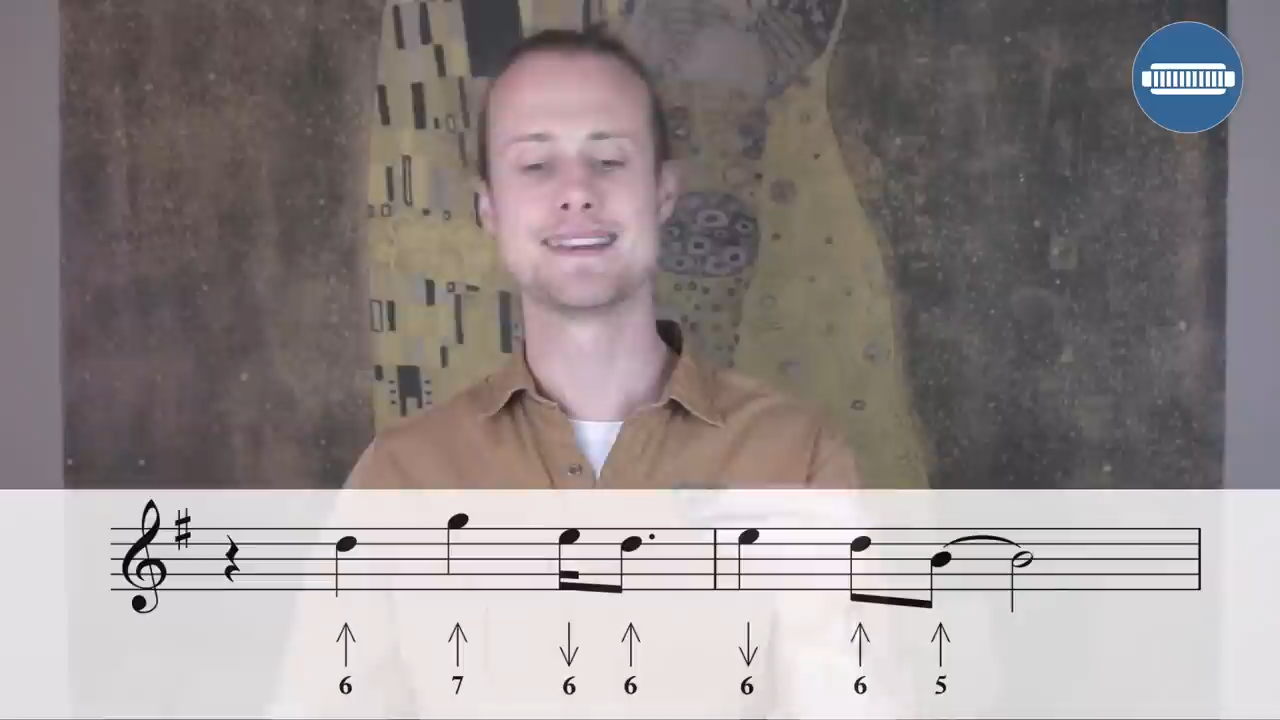 ↑ ↑ ↓ ↑ ↓ ↑ ↑
6 7 6 6 6 6 5